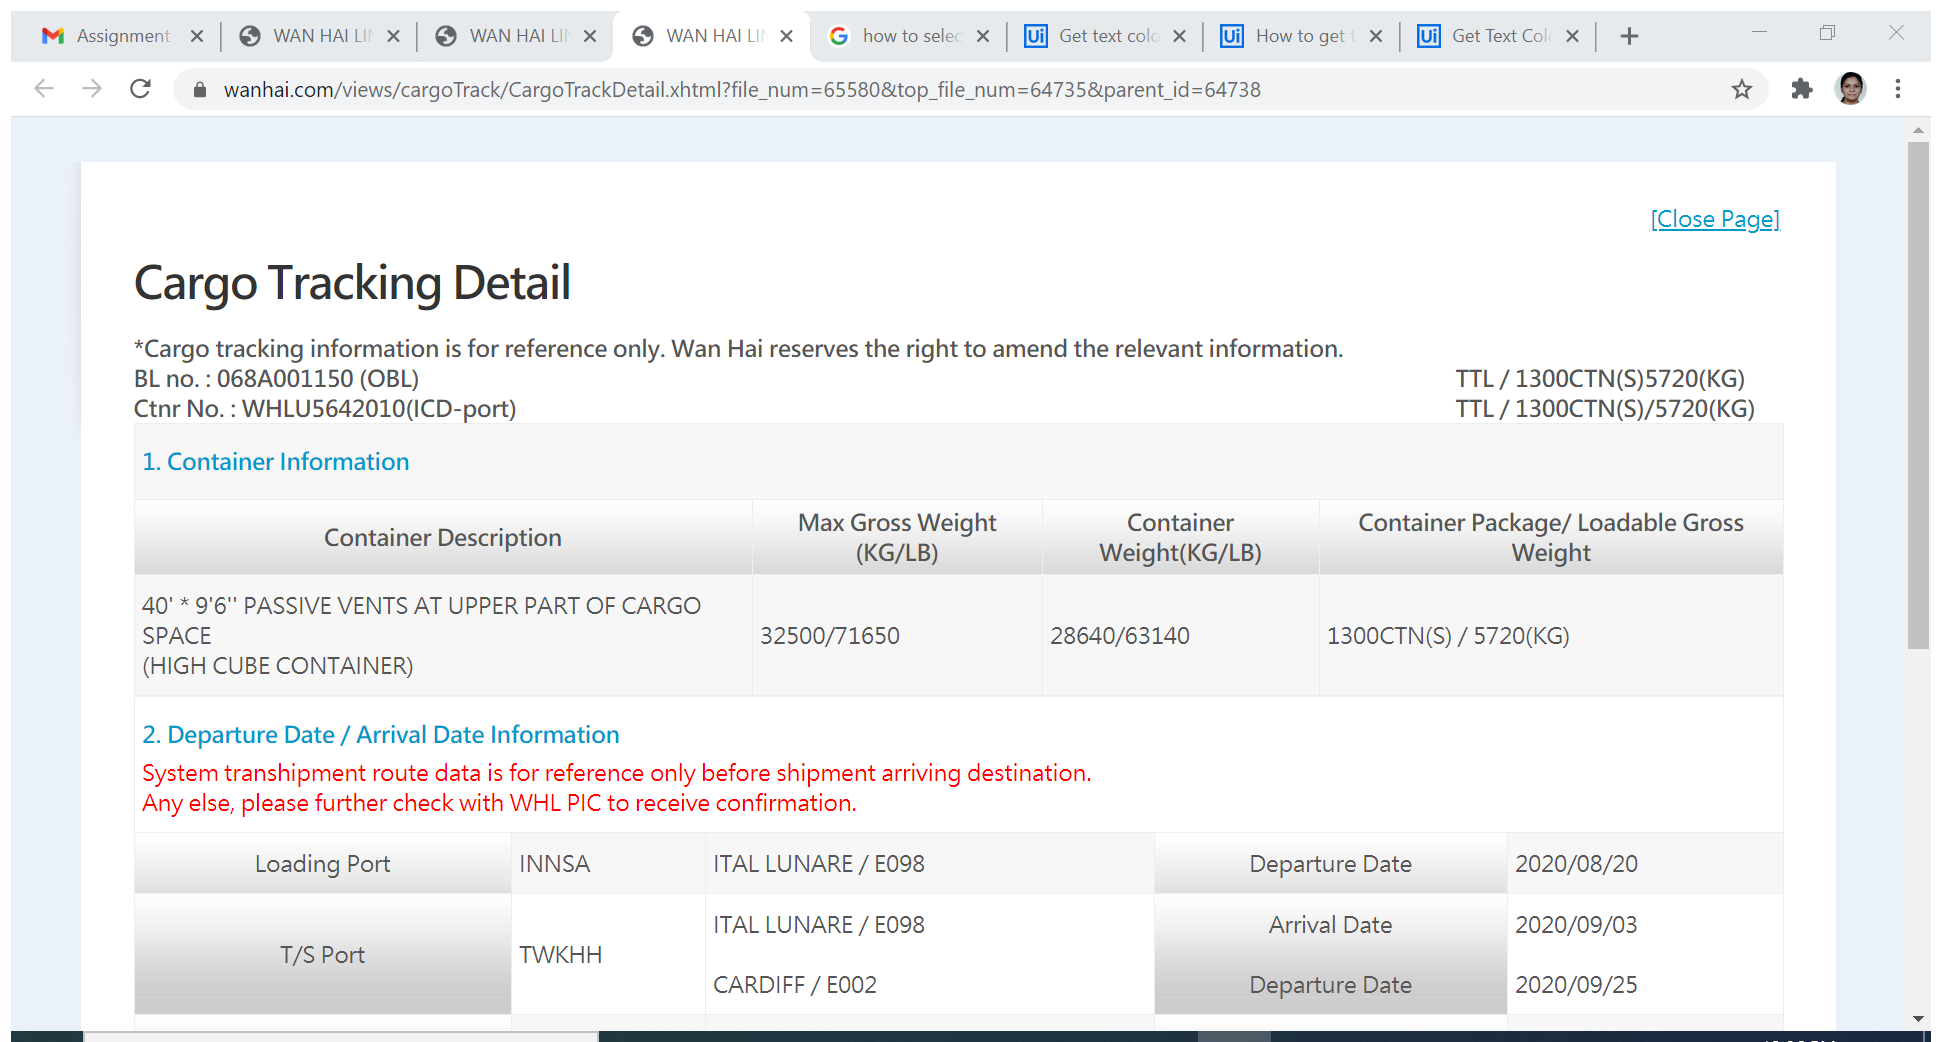 Assignment
WAN HAI LIN
WAN HAI LIN
WAN HAI LIN
how to selec
Get text colo
How to get t
Get Text Colo
wanhai.com/views/cargoTrack/CargoTrackDetail.xhtml?file_num=65580&top_file_num=64735&parent_id=64738
[Close Page]
Cargo Tracking Detail
*Cargo tracking information is for reference only. Wan Hai reserves the right to amend the relevant information.
BL no. : 068A001150 (OBL)
TTL / 1300CTN(S)5720(KG)
Ctnr No. : WHLU5642010(ICD-port)
TTL / 1300CTN(S)/5720(KG)
1. Container Information
Container Description
Max Gross Weight
(KG/LB)
Container
Weight(KG/LB)
Container Package/ Loadable Gross
Weight
40' * 9'6'' PASSIVE VENTS AT UPPER PART OF CARGO
SPACE
(HIGH CUBE CONTAINER)
32500/71650
28640/63140
1300CTN(S) / 5720(KG)
2. Departure Date / Arrival Date Information
System transhipment route data is for reference only before shipment arriving destination.
Any else, please further check with WHL PIC to receive confirmation.
Loading Port
INNSA
ITAL LUNARE / E098
Departure Date
2020/08/20
T/S Port
TWKHH
ITAL LUNARE / E098
Arrival Date
2020/09/03
CARDIFF / E002
Departure Date
2020/09/25